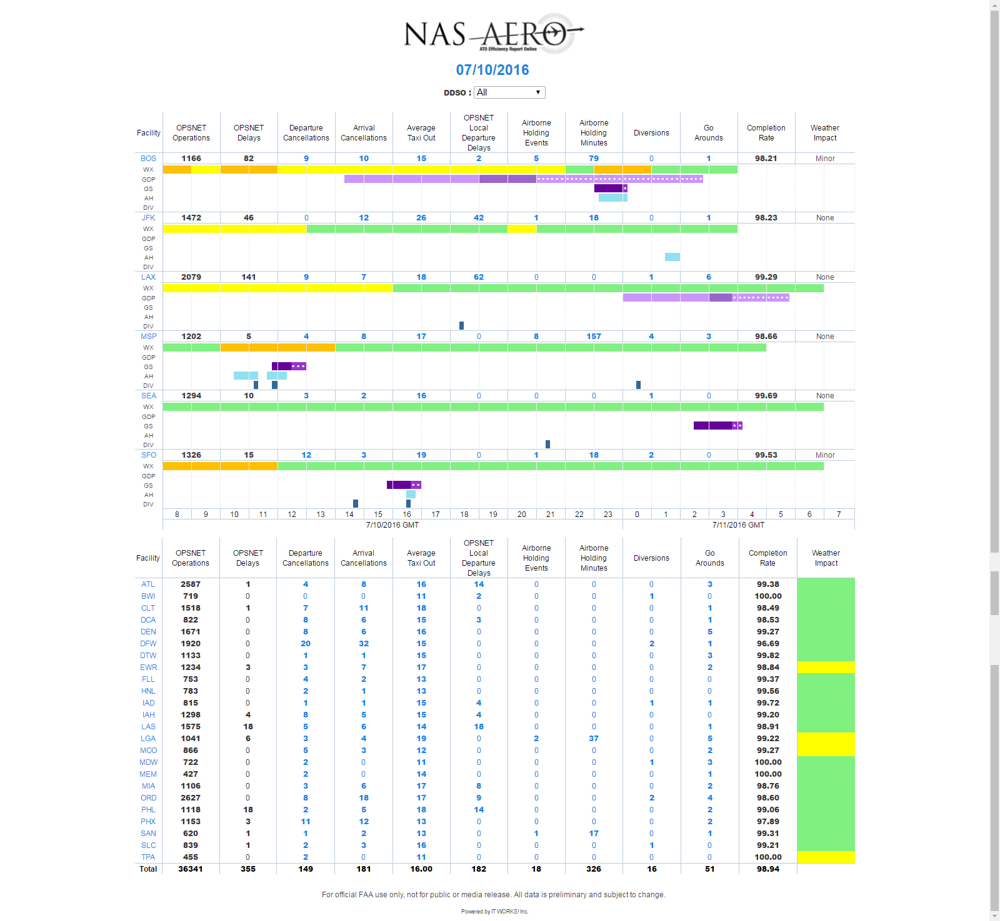 NAS AERO
ATO Efficiency Report Online
07/10/2016
DDSO : All
Facility OPSNET Operations OPSNET Delays Departure Cancellations Arrival Cancellations Average Taxi Out OPSNET Local Departure Delays Airborne Holding Events Airborne Holding Minutes Diversions Go Arounds Completion Rate Weather Impact
BOS 1166 82 9 10 15 2 5 79 0 1 98.21 Minor
WX
GDP
GS
AH
DIV
JFK 1472 46 0 12 26 42 1 18 0 1 98.23 None
WX
GDP
GS
AH
DIV
LAX 2079 141 9 7 18 62 0 0 1 6 99.29 None
WX
GDP
GS
AH
DIV
MSP 1202 5 4 8 17 0 8 157 4 3 98.66 None
WX
GDP
GS
AH
DIV
SEA 1294 10 3 2 16 0 0 0 1 0 99.69 None
WX
GDP
GS
AH
DIV
SFO 1326 15 12 3 19 0 1 18 2 0 99.53 Minor
WX
GDP
GS
AH
DIV
8 9 10 11 12 13 14 15 16 17 18 19 20 21 22 23 0 1 2 3 4 5 6 7
7/10/2016 GMT 7/11/2016 GMT
Facility OPSNET Operations OPSNET Delays Departure Cancellations Arrival Cancellations Average Taxi Out OPSNET Local Departure Delays Airborne Holding Events Airborne Holding Minutes Diversions Go Arounds Completion Rate Weather Impact
ATL 2587 1 4 8 16 14 0 0 0 3 99.38
BWI 719 0 0 0 11 2 0 0 1 0 100.00
CLT 1518 1 7 11 18 0 0 0 0 1 98.49
DCA 822 0 8 6 15 3 0 0 0 1 98.53
DEN 1671 0 8 6 16 0 0 0 0 5 99.27
DFW 1920 0 20 32 15 0 0 0 2 1 96.69
DTW 1133 0 1 1 15 0 0 0 0 3 99.82
EWR 1234 3 3 7 17 0 0 0 0 2 98.84
FLL 753 0 4 2 13 0 0 0 0 0 99.37
HNL 783 0 2 1 13 0 0 0 0 0 99.56
IAD 815 0 1 1 15 4 0 0 1 1 99.72
IAH 1298 4 8 5 15 4 0 0 0 0 99.20
LAS 1575 18 5 6 14 18 0 0 0 1 98.91
LGA 1041 6 3 4 19 0 2 37 0 5 99.22
MCO 866 0 5 3 12 0 0 0 0 2 99.27
MDW 722 0 2 0 11 0 0 0 1 3 100.00
MEM 427 0 2 0 14 0 0 0 0 1 100.00
MIA 1106 0 3 6 17 8 0 0 0 2 98.76
ORD 2627 0 8 18 17 9 0 0 2 4 98.60
PHL 1118 18 2 5 18 14 0 0 0 2 99.06
PHX 1153 3 11 12 13 0 0 0 0 2 97.89
SAN 620 1 1 2 13 0 1 17 0 1 99.31
SLC 839 1 2 3 16 0 0 0 1 0 99.21
TPA 455 0 2 0 11 0 0 0 0 0 100.00
Total 36341 355 149 181 16.00 182 18 326 16 51 98.94
For official FAA use only, not for public or media release. All data is preliminary and subject to change.
Powered by IT WORKS! Inc.